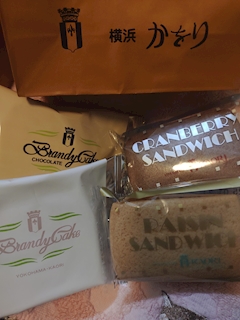 横浜 かをり
BrandyCake
CHOCOLATE
CRANBERRY
SANDWICH
BrandyCake
RAISIN
SANDWICH